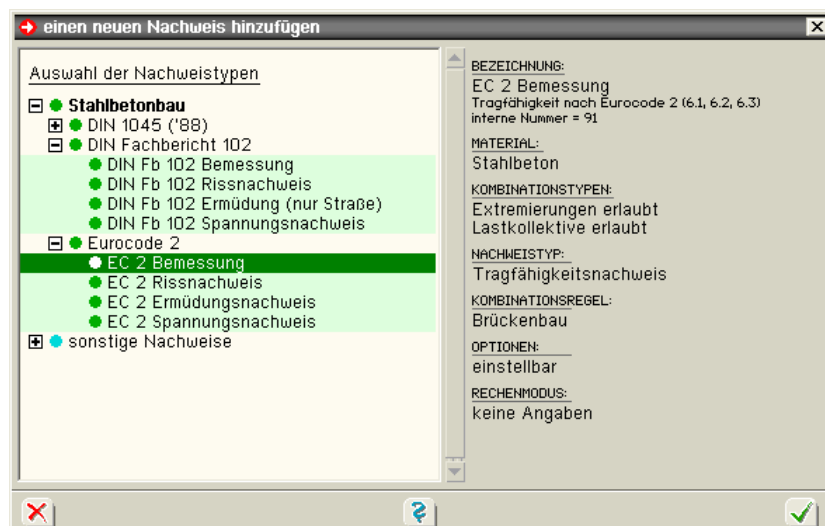 einen neuen Nachweis hinzufügen
Auswahl der Nachweistypen
Stahlbetonbau
DIN 1045 ('88)
DIN Fachbericht 102
DIN Fb 102 Bemessung
DIN Fb 102 Rissnachweis
DIN Fb 102 Ermüdung (nur Straße)
DIN Fb 102 Spannungsnachweis
Eurocode 2
EC 2 Bemessung
EC 2 Rissnachweis
EC 2 Ermüdungsnachweis
EC 2 Spannungsnachweis
sonstige Nachweise
BEZEICHNUNG:
EC 2 Bemessung
Tragfähigkeit nach Eurocode 2 (6.1, 6.2, 6.3)
interne Nummer = 91
MATERIAL:
Stahlbeton
KOMBINATIONSTYPEN:
Extremierungen erlaubt
Lastkollektive erlaubt
NACHWEISTYP:
Tragfähigkeitsnachweis
KOMBINATIONSREGEL:
Brückenbau
OPTIONEN:
einstellbar
RECHENMODUS:
keine Angaben